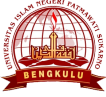 UNIVERSITAS ISLAM NEGERI FATMAWATI SUKARNO
BENGKULU